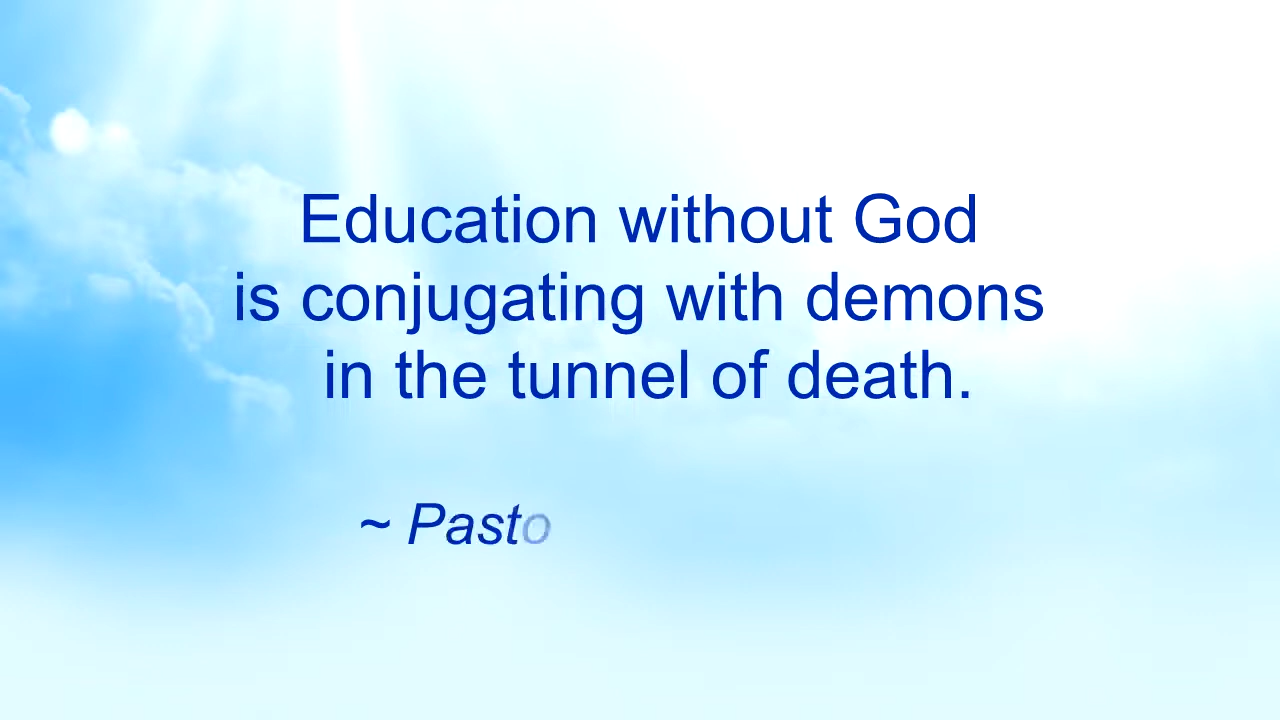 Education without God
is conjugating with demons
in the tunnel of death.
~ Pasto